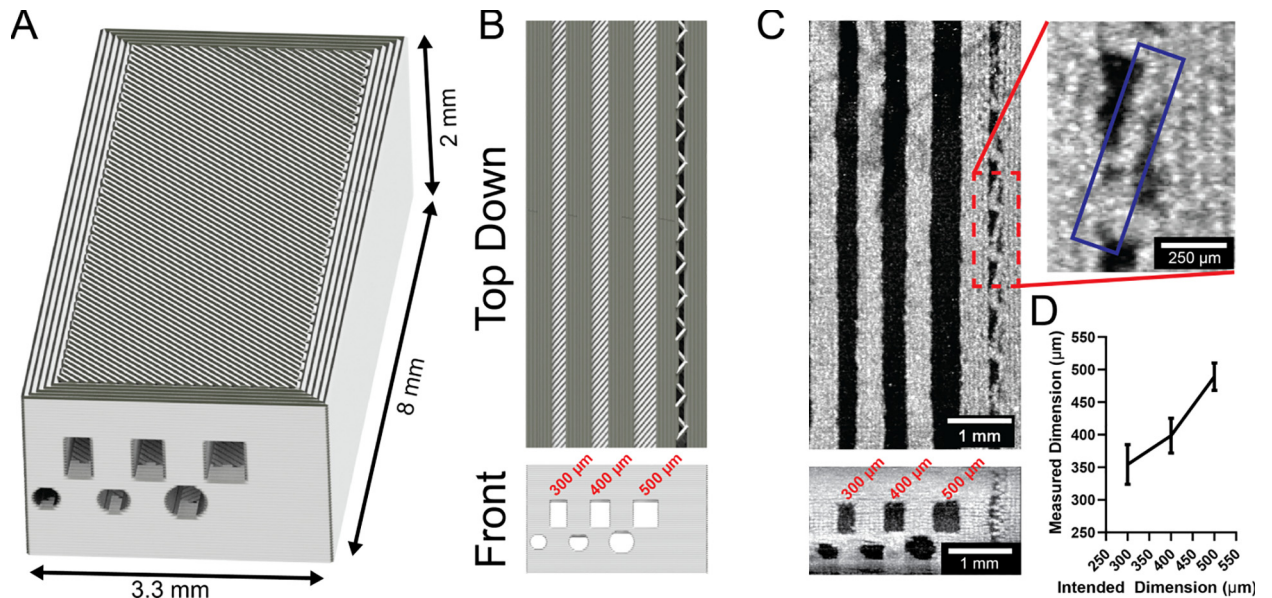 A
2 mm
8 mm
3.3 mm
B
Top Down
Front
300 µm
400 µm
500 µm
C
1 mm
250 µm
300 µm
400 µm
500 µm
1 mm
D
Measured Dimension (µm)
550
500
450
400
350
300
250
250
300
350
400
450
500
550
Intended Dimension (µm)